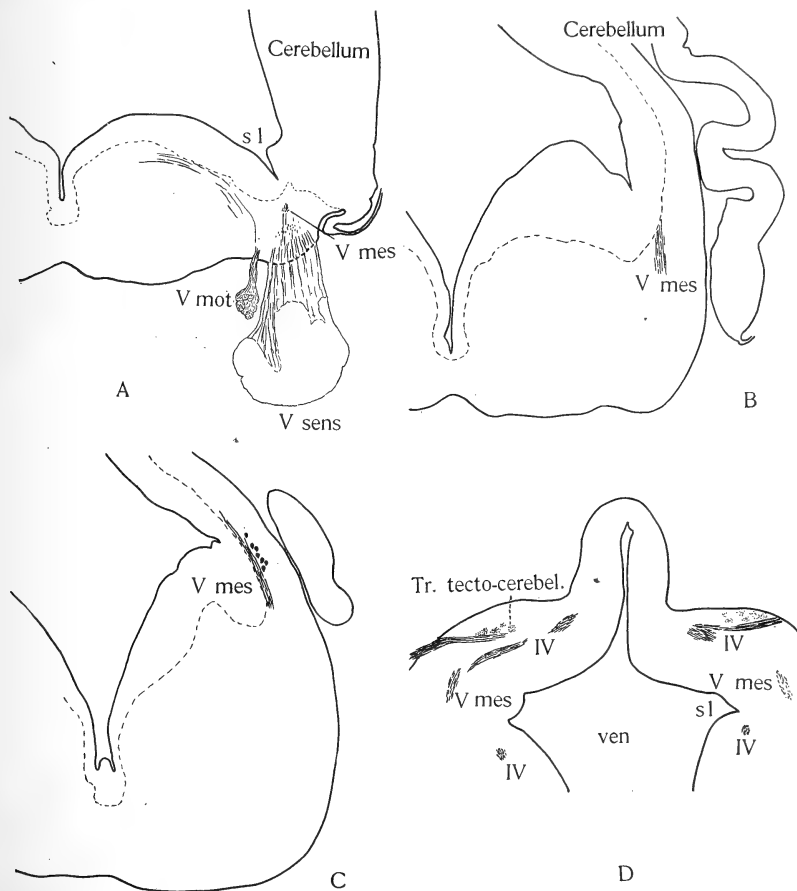 Cerebellum
s l
V mes
V mot
V sens
A
Cerebellum
V mes
B
V mes
C
Tr. tecto-cerebel.
IV
IV
V mes
V mes
s l
ven
IV
IV
D